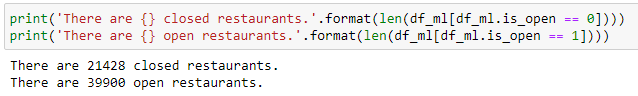 print('There are {} closed restaurants.'.format(len(df_ml[df_ml.is_open == 0])))
print('There are {} open restaurants.'.format(len(df_ml[df_ml.is_open == 1])))
There are 21428 closed restaurants.
There are 39900 open restaurants.